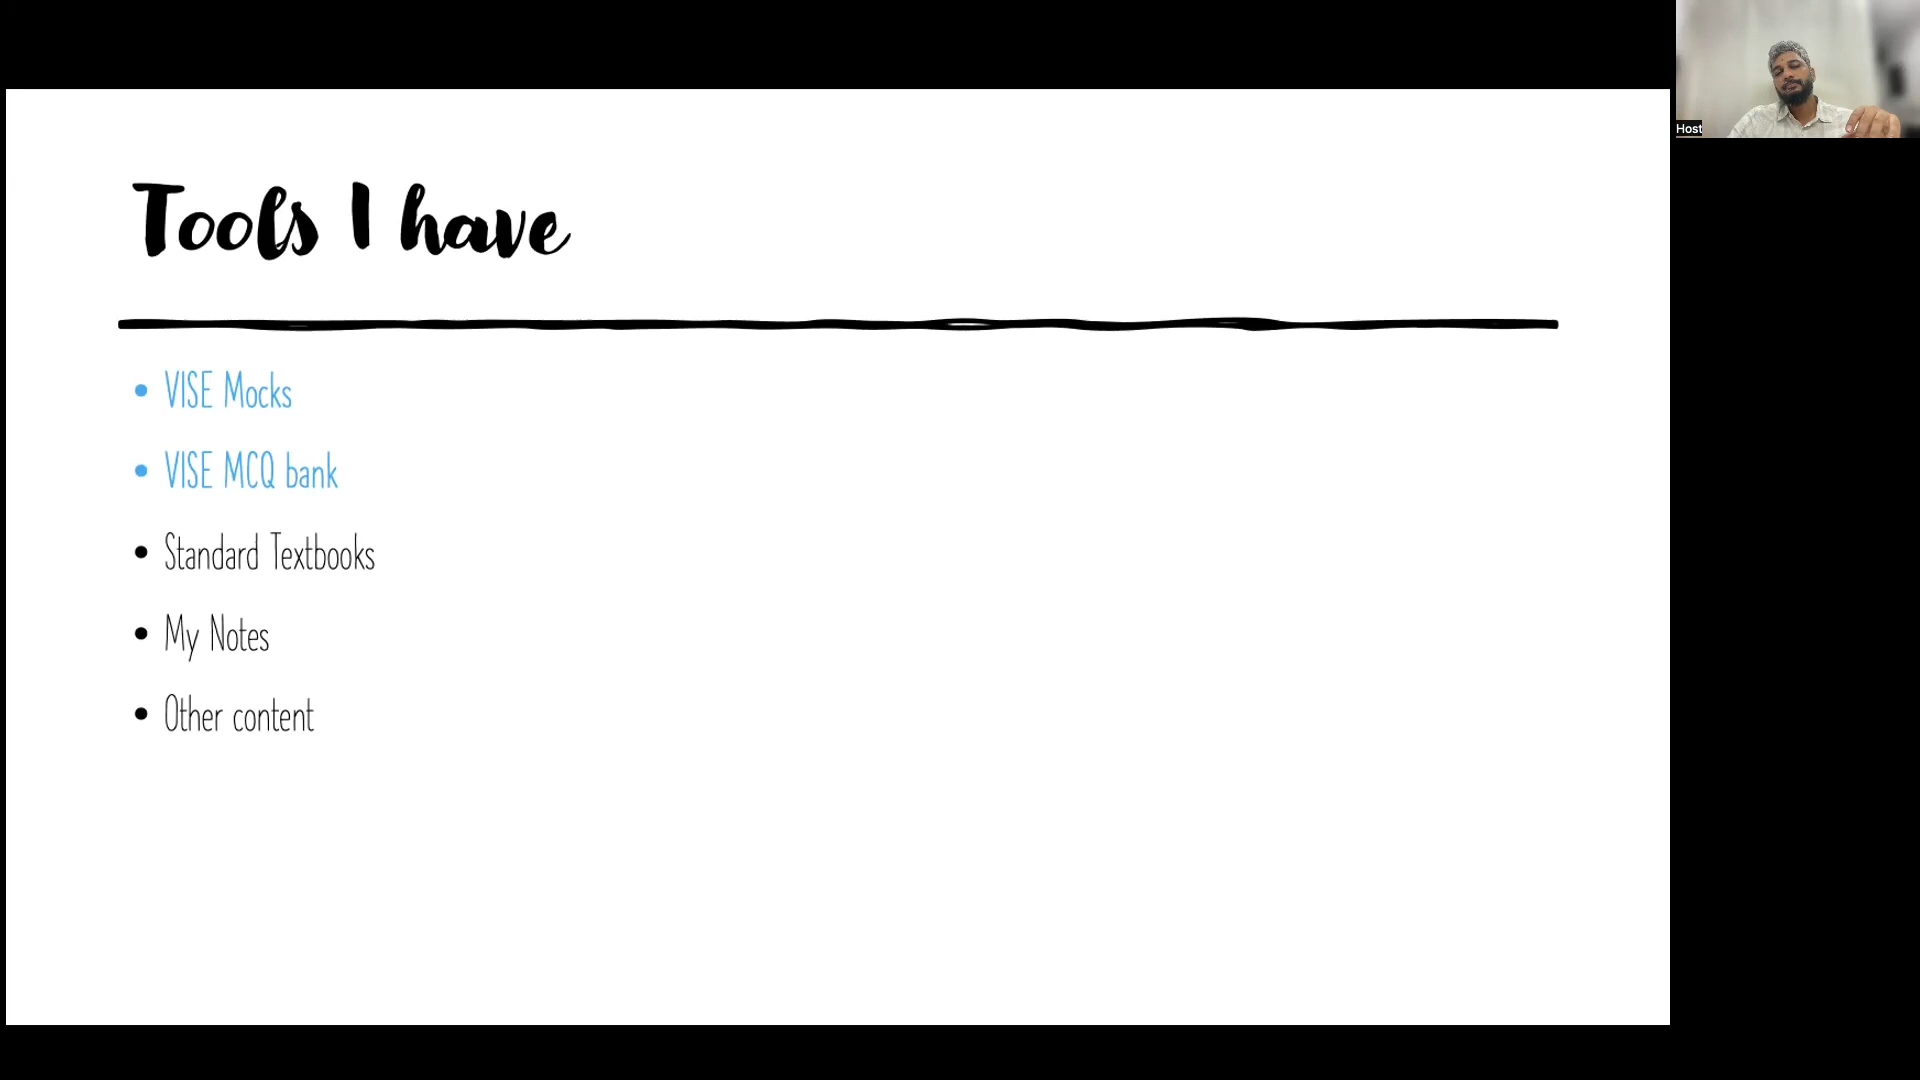 Tools I have
• VISE Mocks
• VISE MCQ bank
• Standard Textbooks
• My Notes
• Other content
Host